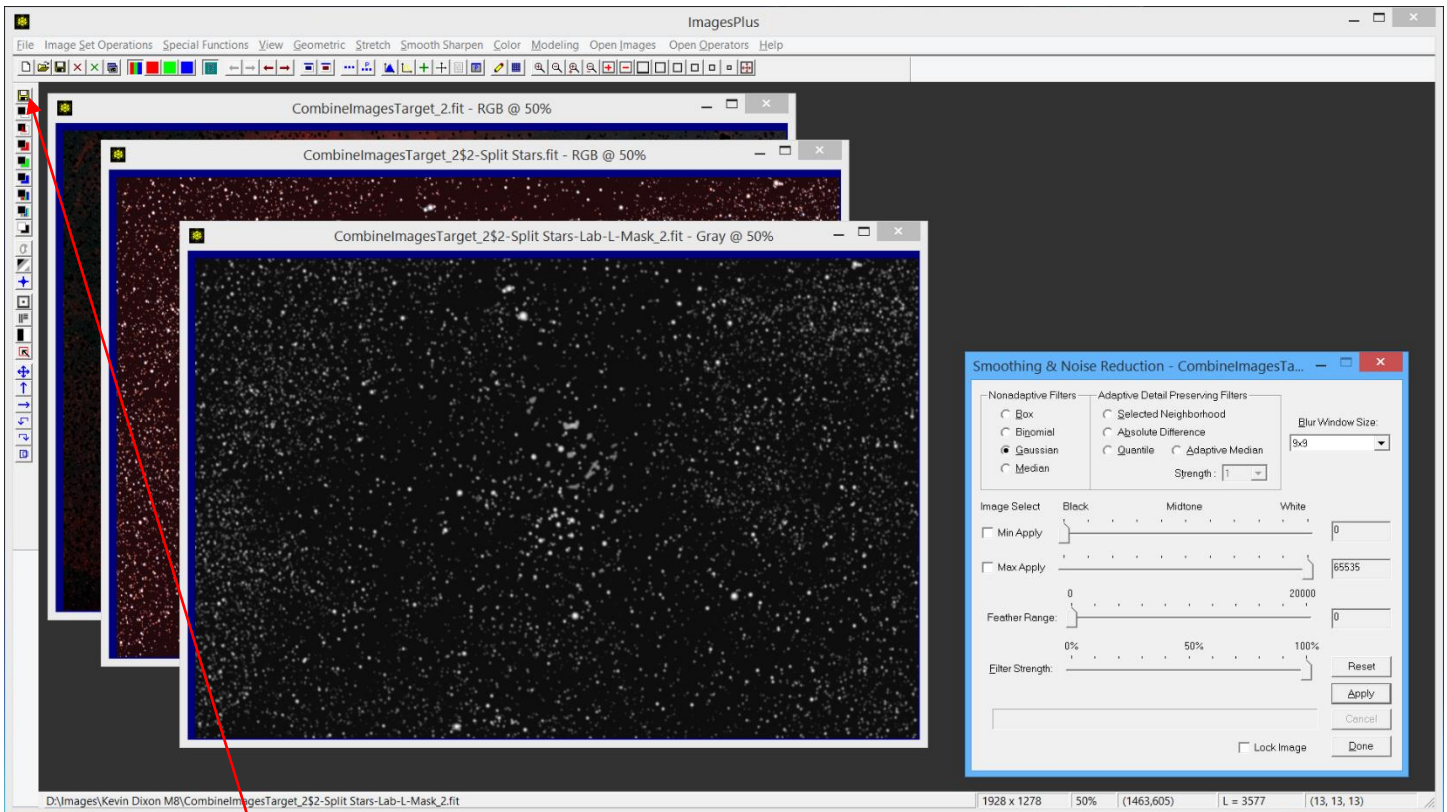 ImagesPlus
File Image Set Operations Special Functions View Geometric Stretch Smooth Sharpen Color Modeling Open Images Open Operators Help
CombineImagesTarget_2.fit - RGB @ 50%
CombineImagesTarget_2$2-Split Stars.fit - RGB @ 50%
CombineImagesTarget_2$2-Split Stars-Lab-L-Mask_2.fit - Gray @ 50%
Smoothing & Noise Reduction - CombineImagesTa...
Nonadaptive Filters
Box
Binomial
Gaussian
Median
Adaptive Detail Preserving Filters
Selected Neighborhood
Absolute Difference
Quantile Adaptive Median
Strength: 1
Blur Window Size:
9x9
Image Select Black Midtone White
Min Apply 0
Max Apply 65535
0 20000
Feather Range: 0
0% 50% 100%
Filter Strength:
Reset
Apply
Cancel
Lock Image Done
D:\Images\Kevin Dixon M8\CombineImagesTarget_2$2-Split Stars-Lab-L-Mask_2.fit
1928 x 1278 50% (1463,605) L = 3577 (13, 13, 13)